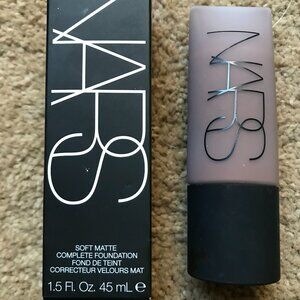 NARS
SOFT MATTE
COMPLETE FOUNDATION
FOND DE TEINT
CORRECTEUR VELOURS MAT
1.5 Fl. Oz. 45 ml e
NARS